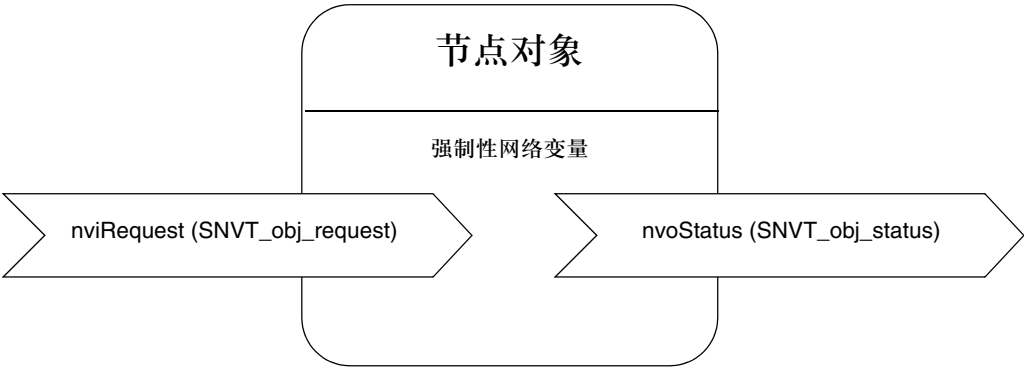 节点对象
强制性网络变量
nviRequest (SNVT_obj_request)
nvoStatus (SNVT_obj_status)